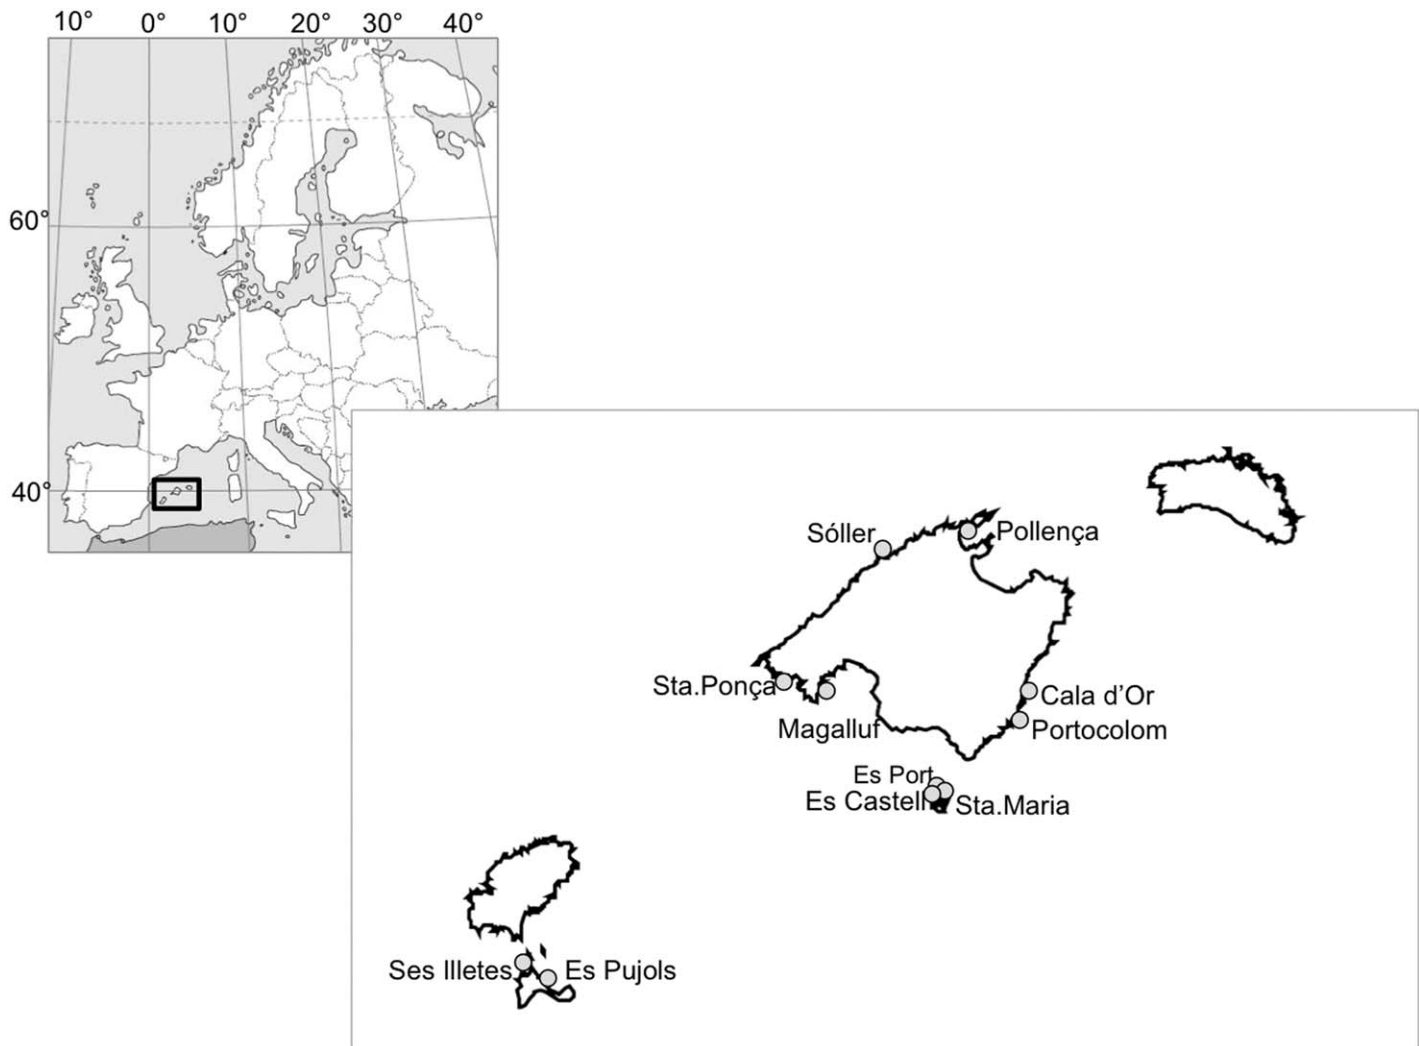 10° 0° 10° 20° 30° 40°
60°
40°
Sóller
Pollença
Sta.Ponça
Cala d’Or
Magalluf
Portocolom
Es Port
Es Castell
Sta.Maria
Ses Illetes
Es Pujols